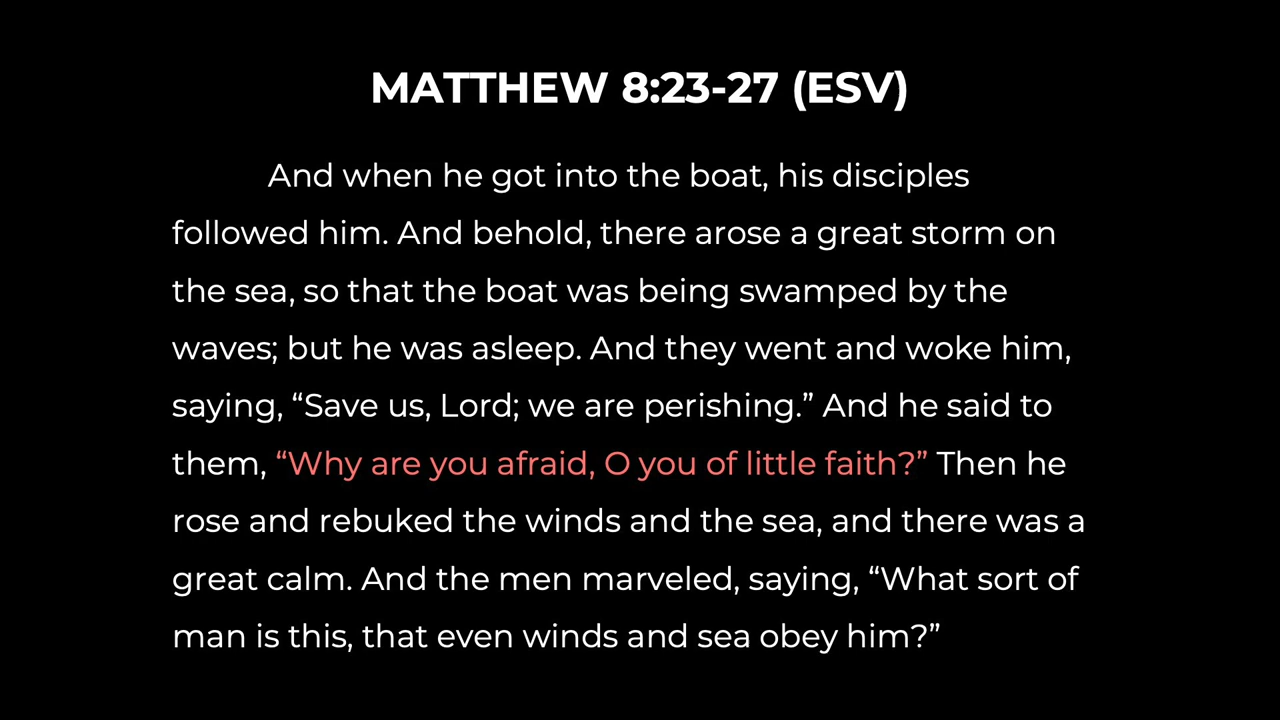 MATTHEW 8:23-27 (ESV)
And when he got into the boat, his disciples
followed him. And behold, there arose a great storm on
the sea, so that the boat was being swamped by the
waves; but he was asleep. And they went and woke him,
saying, “Save us, Lord; we are perishing.” And he said to
them, “Why are you afraid, O you of little faith?” Then he
rose and rebuked the winds and the sea, and there was a
great calm. And the men marveled, saying, “What sort of
man is this, that even winds and sea obey him?”